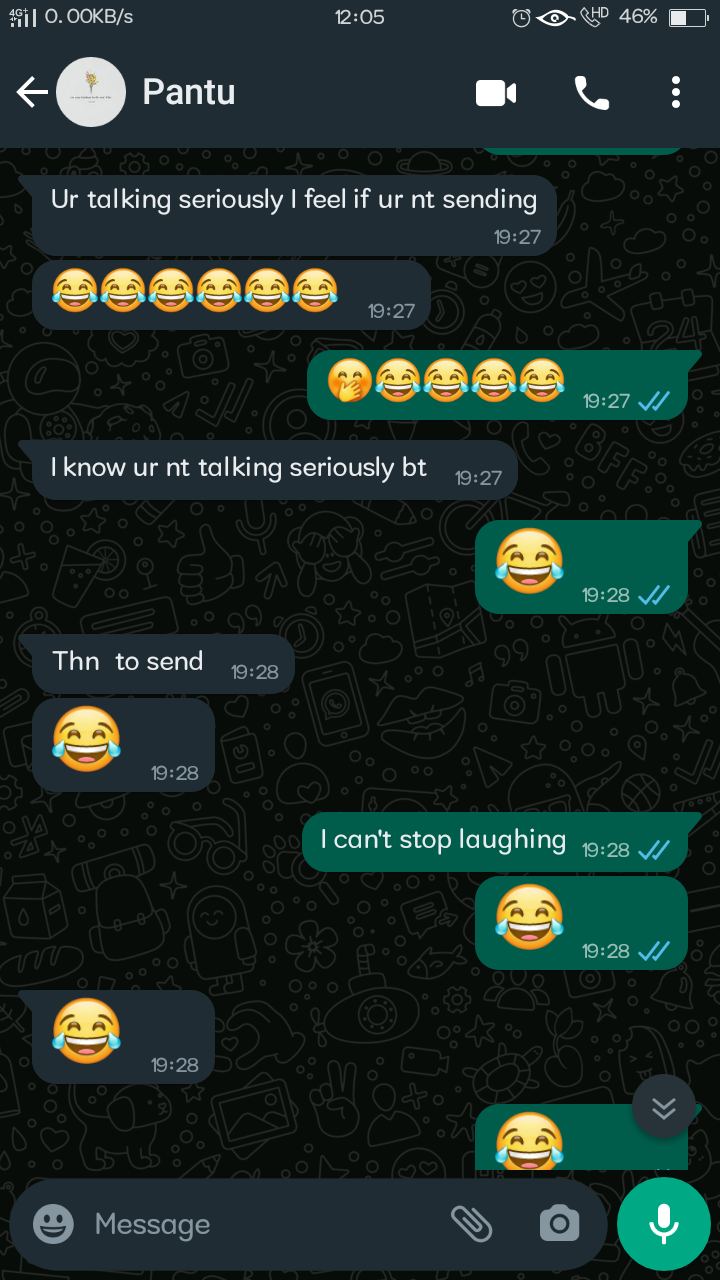 4G+ 0.00KB/s 12:05 HD 46%
Pantu
Ur talking seriously I feel if ur nt sending
19:27
😂😂😂😂😂😂 19:27
🤭😂😂😂😂 19:27
I know ur nt talking seriously bt 19:27
😂 19:28
Thn to send 19:28
😂 19:28
I can't stop laughing 19:28
😂 19:28
😂 19:28
😂
Message